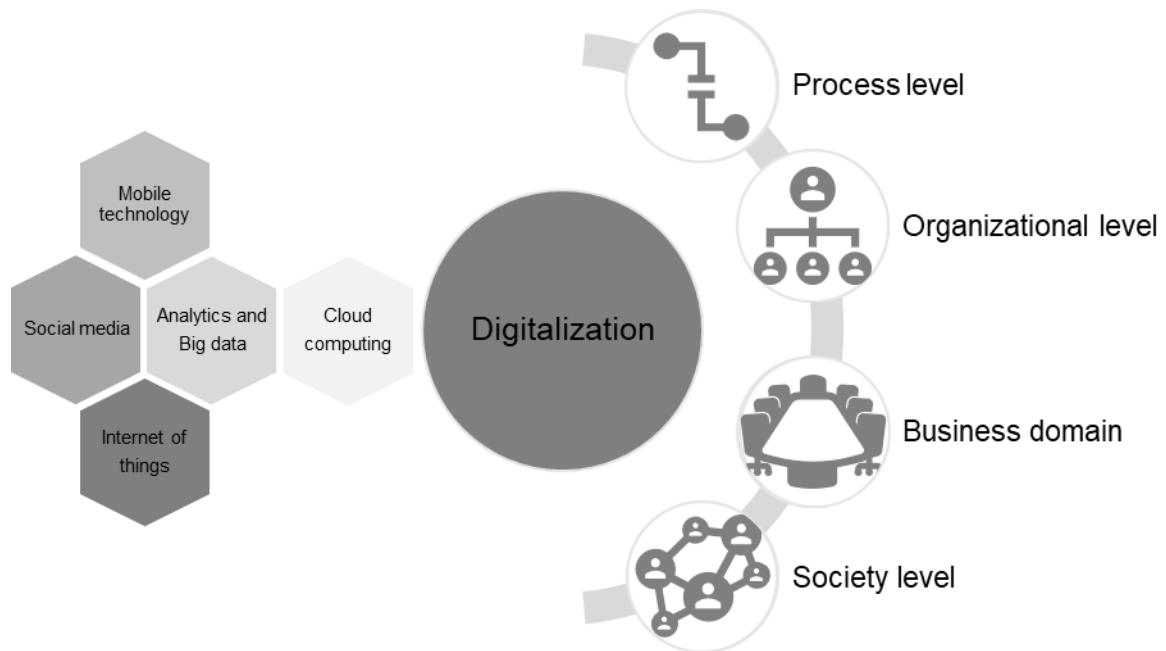 Mobile
technology
Social media
Analytics and
Big data
Cloud
computing
Internet of
things
Digitalization
Process level
Organizational level
Business domain
Society level